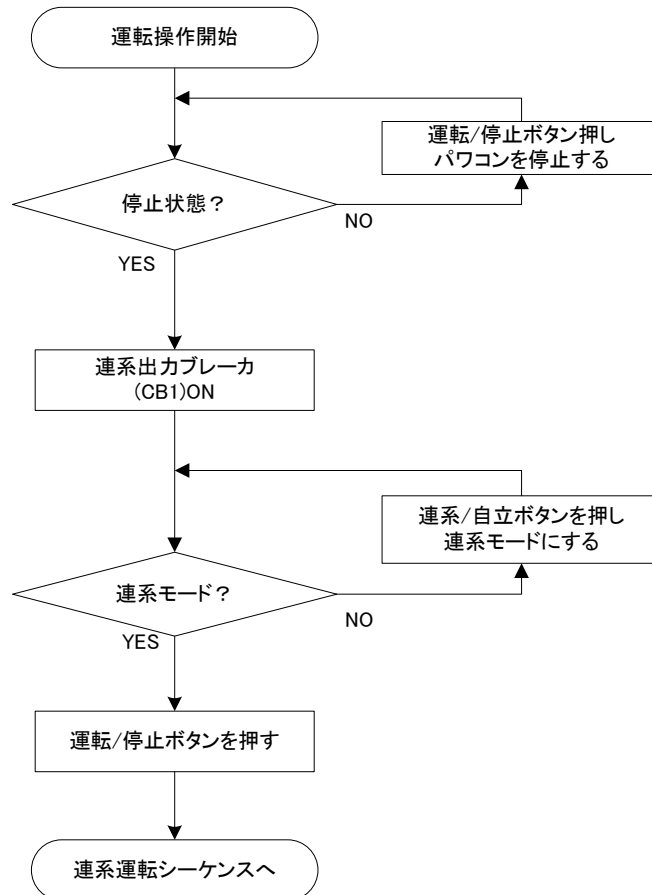 運転操作開始
運転/停止ボタン押し
パワコンを停止する
停止状態?
NO
YES
連系出力ブレーカ
(CB1)ON
連系/自立ボタンを押し
連系モードにする
連系モード?
NO
YES
運転/停止ボタンを押す
連系運転シーケンスへ